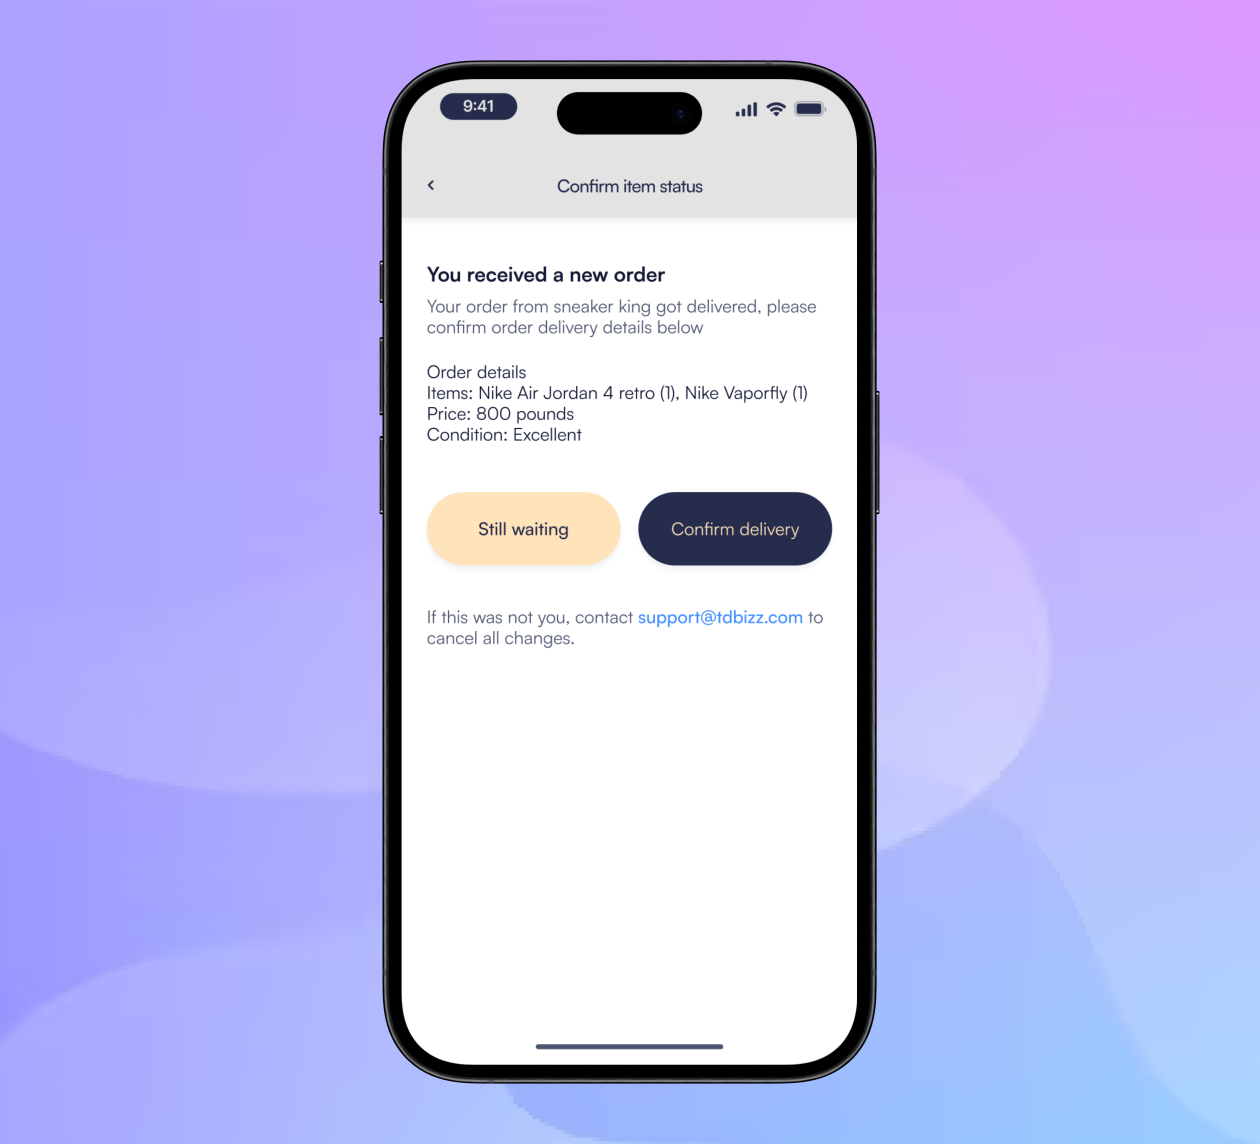 9:41
Confirm item status
You received a new order
Your order from sneaker king got delivered, please
confirm order delivery details below
Order details
Items: Nike Air Jordan 4 retro (1), Nike Vaporfly (1)
Price: 800 pounds
Condition: Excellent
Still waiting
Confirm delivery
If this was not you, contact support@tdbizz.com to
cancel all changes.